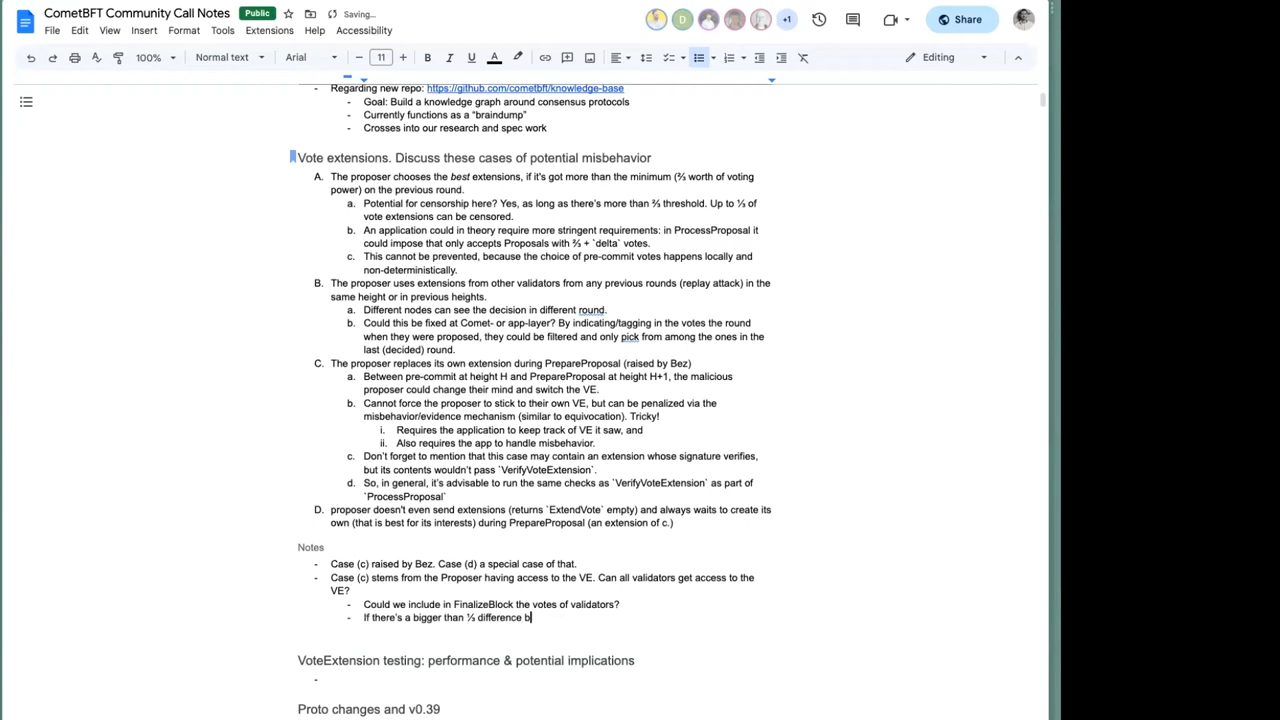 CometBFT Community Call Notes
Public
Saving...
+1
Share
File Edit View Insert Format Tools Extensions Help Accessibility
100% Normal text Arial 11 B I U A Editing
- Regarding new repo: https://github.com/cometbft/knowledge-base
- Goal: Build a knowledge graph around consensus protocols
- Currently functions as a “braindump”
- Crosses into our research and spec work
Vote extensions. Discuss these cases of potential misbehavior
A. The proposer chooses the best extensions, if it's got more than the minimum (⅔ worth of voting
power) on the previous round.
a. Potential for censorship here? Yes, as long as there’s more than ⅔ threshold. Up to ⅓ of
vote extensions can be censored.
b. An application could in theory require more stringent requirements: in ProcessProposal it
could impose that only accepts Proposals with ⅔ + `delta` votes.
c. This cannot be prevented, because the choice of pre-commit votes happens locally and
non-deterministically.
B. The proposer uses extensions from other validators from any previous rounds (replay attack) in the
same height or in previous heights.
a. Different nodes can see the decision in different round.
b. Could this be fixed at Comet- or app-layer? By indicating/tagging in the votes the round
when they were proposed, they could be filtered and only pick from among the ones in the
last (decided) round.
C. The proposer replaces its own extension during PrepareProposal (raised by Bez)
a. Between pre-commit at height H and PrepareProposal at height H+1, the malicious
proposer could change their mind and switch the VE.
b. Cannot force the proposer to stick to their own VE, but can be penalized via the
misbehavior/evidence mechanism (similar to equivocation). Tricky!
i. Requires the application to keep track of VE it saw, and
ii. Also requires the app to handle misbehavior.
c. Don’t forget to mention that this case may contain an extension whose signature verifies,
but its contents wouldn’t pass `VerifyVoteExtension`.
d. So, in general, it’s advisable to run the same checks as `VerifyVoteExtension` as part of
`ProcessProposal`
D. proposer doesn't even send extensions (returns `ExtendVote` empty) and always waits to create its
own (that is best for its interests) during PrepareProposal (an extension of c.)
Notes
- Case (c) raised by Bez. Case (d) a special case of that.
- Case (c) stems from the Proposer having access to the VE. Can all validators get access to the
VE?
- Could we include in FinalizeBlock the votes of validators?
- If there’s a bigger than ⅓ difference b
VoteExtension testing: performance & potential implications
-
Proto changes and v0.39